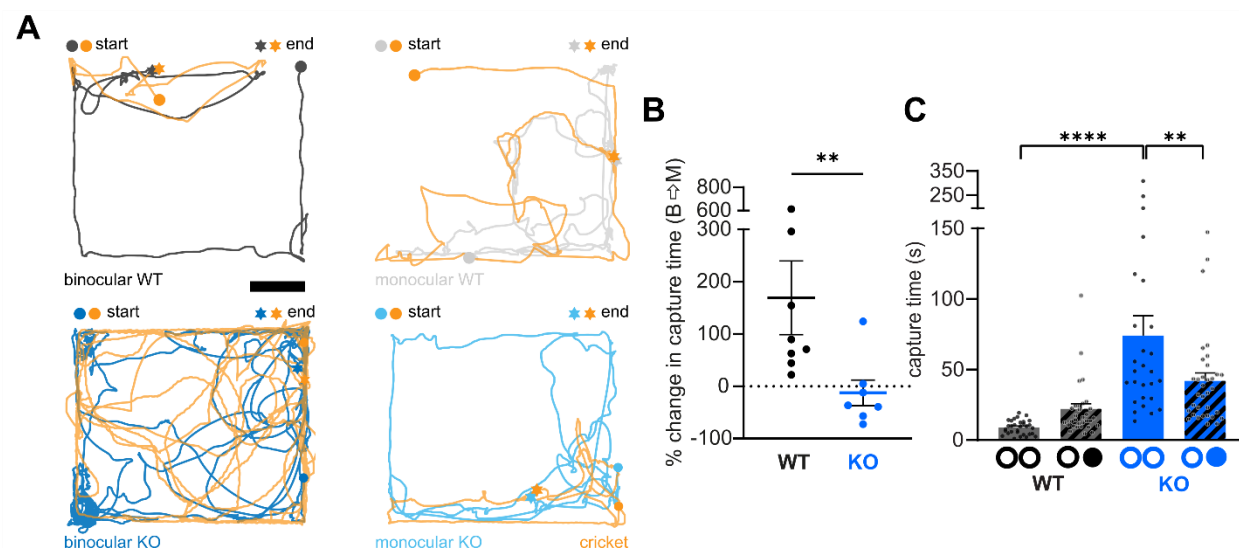 A
start end
start end
binocular WT
monocular WT
start end
start end
binocular KO
monocular KO
cricket
B
**
% change in capture time (B⇨M)
800
600
300
200
100
0
-100
WT
KO
C
**** **
capture time (s)
350
250
150
100
50
0
WT
KO